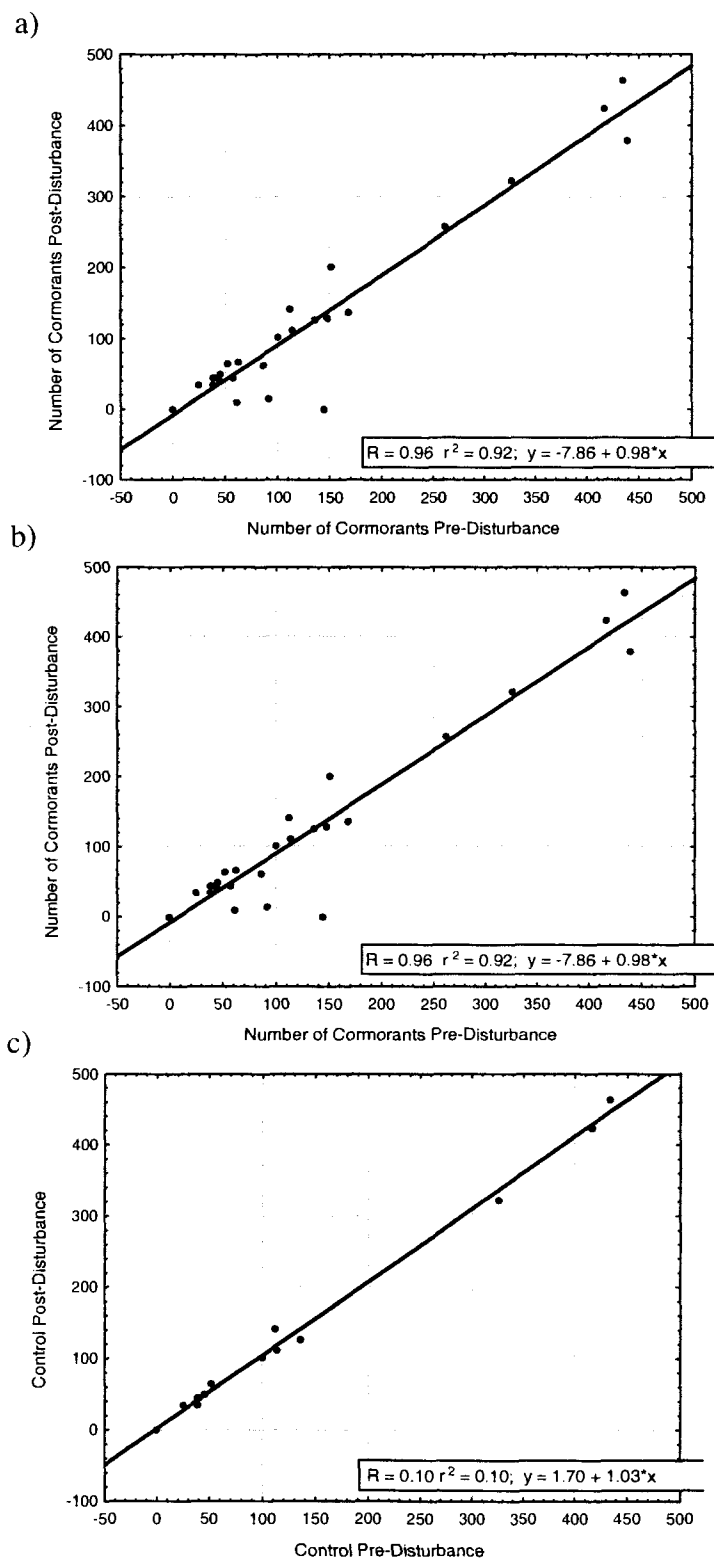 a)
500
400
300
200
100
0
-100
Number of Cormorants Post-Disturbance
R = 0.96 r² = 0.92; y = -7.86 + 0.98*x
-50 0 50 100 150 200 250 300 350 400 450 500
Number of Cormorants Pre-Disturbance
b)
500
400
300
200
100
0
-100
Number of Cormorants Post-Disturbance
R = 0.96 r² = 0.92; y = -7.86 + 0.98*x
-50 0 50 100 150 200 250 300 350 400 450 500
Number of Cormorants Pre-Disturbance
c)
500
400
300
200
100
0
-100
Control Post-Disturbance
R = 0.10 r² = 0.10; y = 1.70 + 1.03*x
-50 0 50 100 150 200 250 300 350 400 450 500
Control Pre-Disturbance